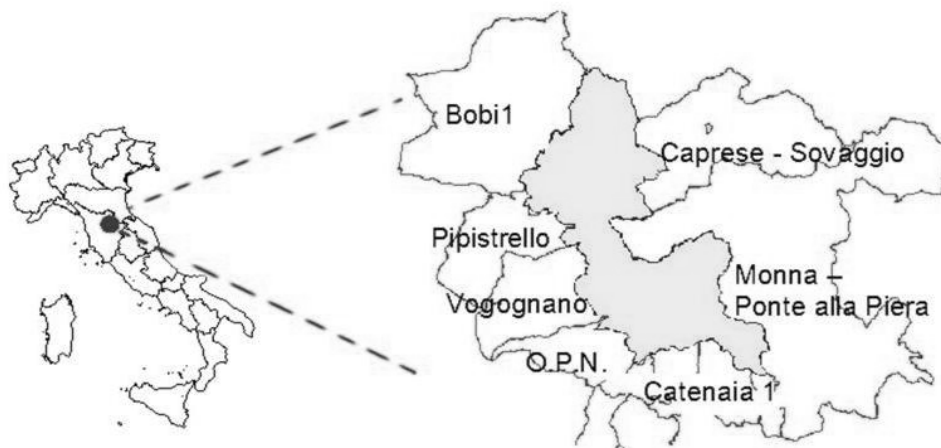 Bobi1
Caprese - Sovaggio
Pipistrello
Monna –
Ponte alla Piera
Vogognano
O.P.N.
Catenaia 1